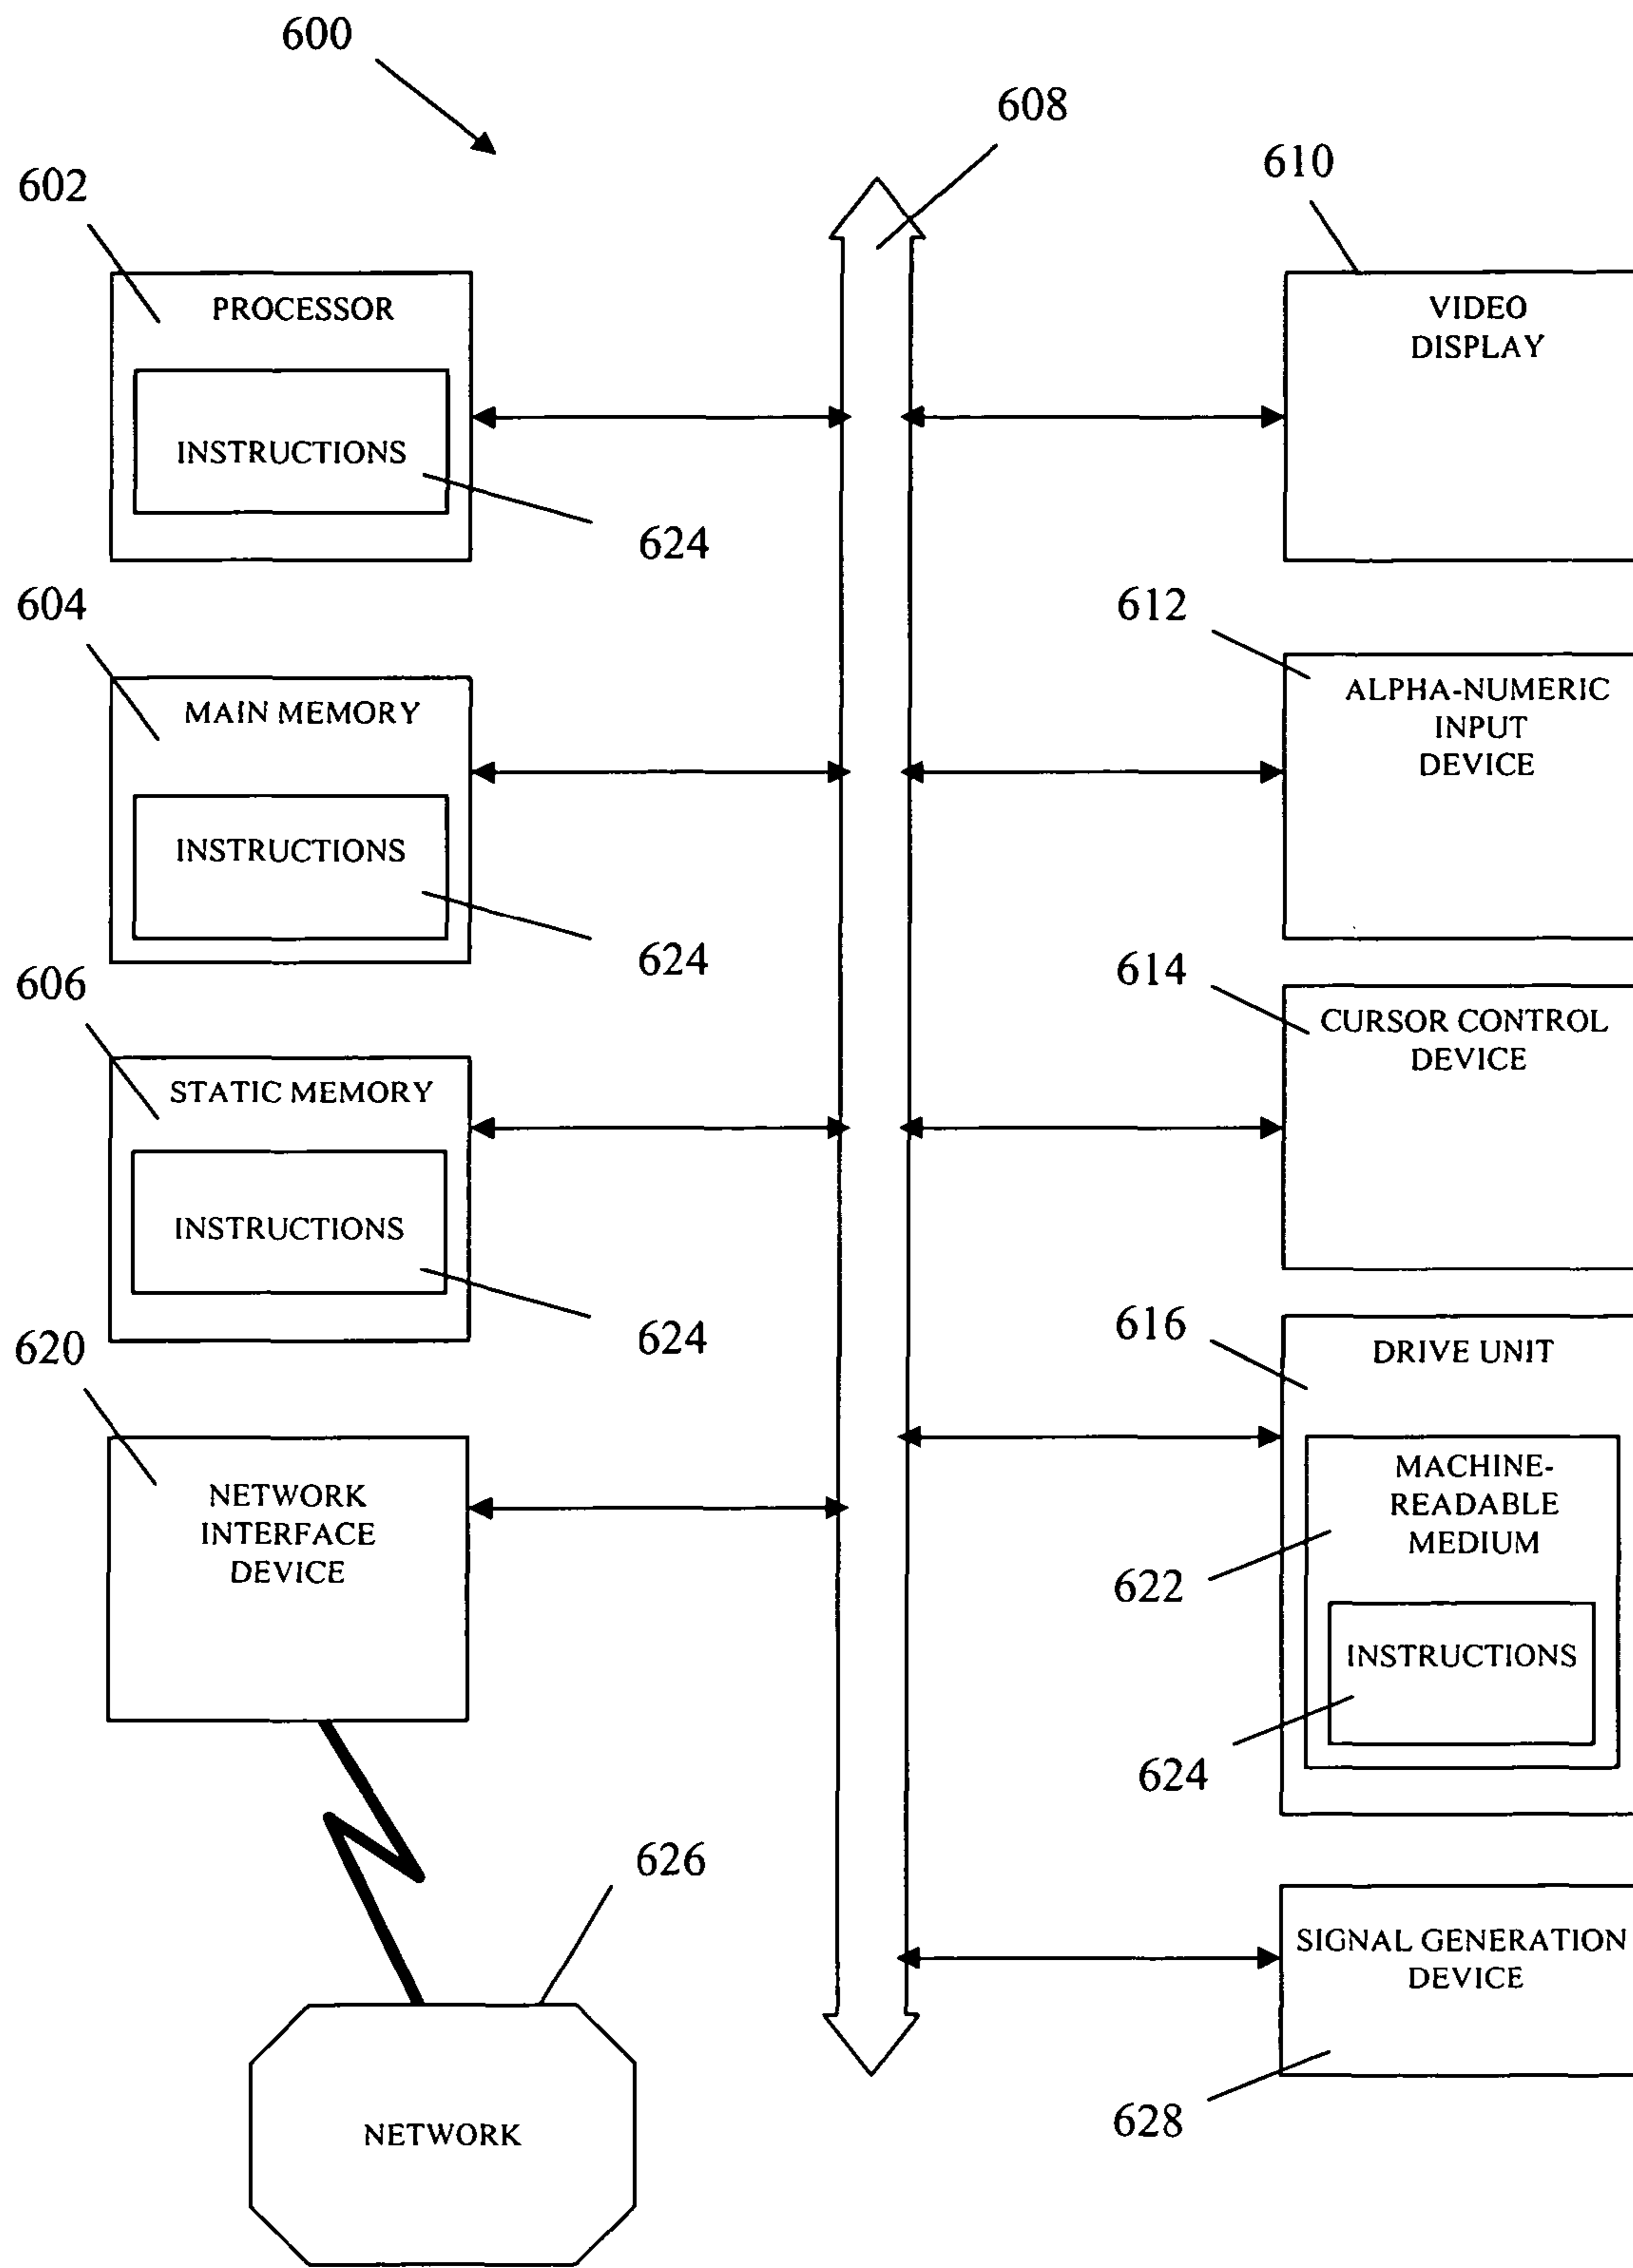 600
608
610
602
PROCESSOR
INSTRUCTIONS
624
VIDEO
DISPLAY
604
MAIN MEMORY
INSTRUCTIONS
624
612
ALPHA-NUMERIC
INPUT
DEVICE
606
STATIC MEMORY
INSTRUCTIONS
624
614
CURSOR CONTROL
DEVICE
620
NETWORK
INTERFACE
DEVICE
616
DRIVE UNIT
MACHINE-
READABLE
MEDIUM
622
INSTRUCTIONS
624
626
NETWORK
SIGNAL GENERATION
DEVICE
628